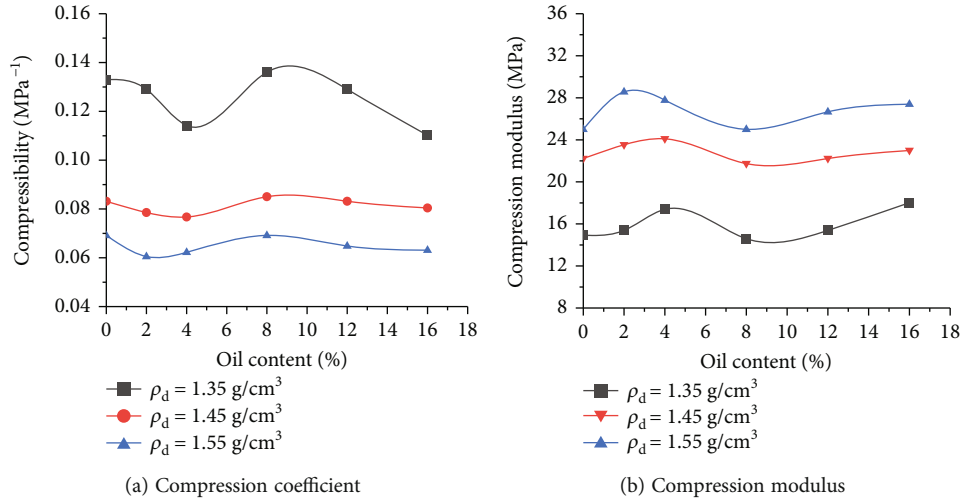 0.16
0.14
0.12
0.10
0.08
0.06
0.04
Compressibility (MPa⁻¹)
0 2 4 6 8 10 12 14 16 18
Oil content (%)
ρd = 1.35 g/cm³
ρd = 1.45 g/cm³
ρd = 1.55 g/cm³
(a) Compression coefficient
36
32
28
24
20
16
12
8
Compression modulus (MPa)
0 2 4 6 8 10 12 14 16 18
Oil content (%)
ρd = 1.35 g/cm³
ρd = 1.45 g/cm³
ρd = 1.55 g/cm³
(b) Compression modulus